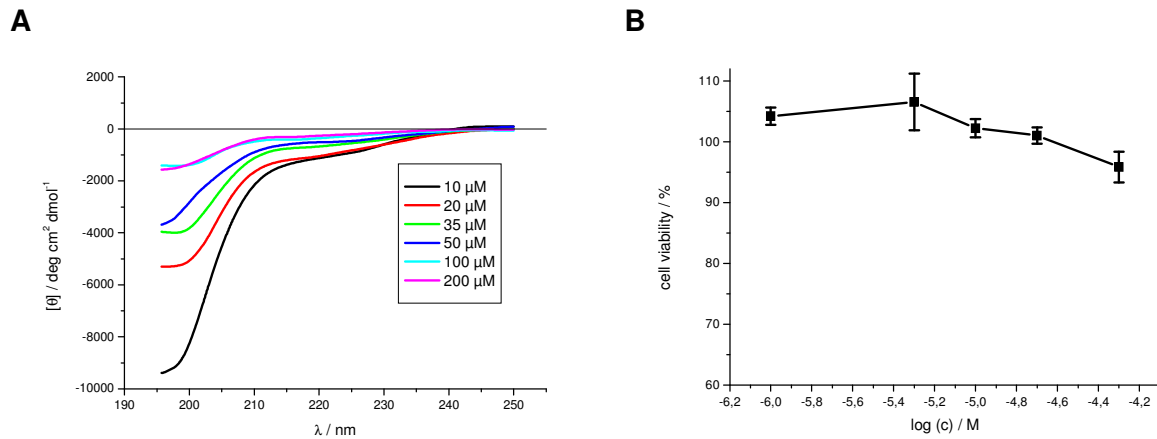 A
2000
0
-2000
-4000
-6000
-8000
-10000
[θ] / deg cm² dmol⁻¹
190 200 210 220 230 240 250
λ / nm
10 µM
20 µM
35 µM
50 µM
100 µM
200 µM
B
110
100
90
80
70
60
cell viability / %
-6,2 -6,0 -5,8 -5,6 -5,4 -5,2 -5,0 -4,8 -4,6 -4,4 -4,2
log (c) / M